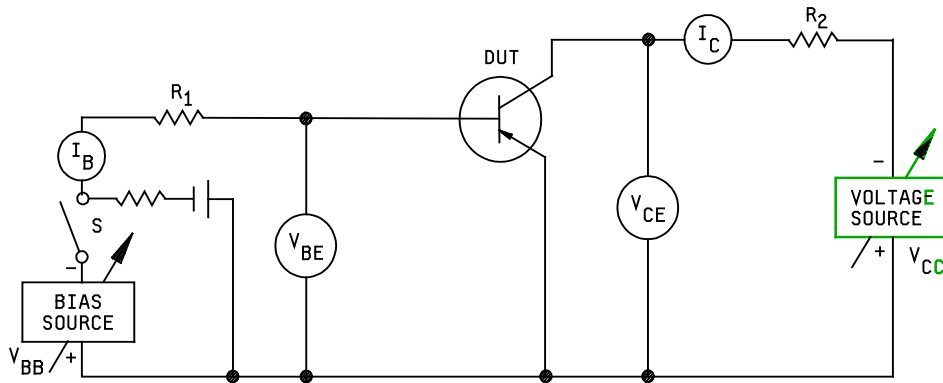 R2
IC
DUT
R1
IB
S
VBE
VCE
−
VOLTAGE
SOURCE
+
VCC
−
BIAS
SOURCE
VBB
+